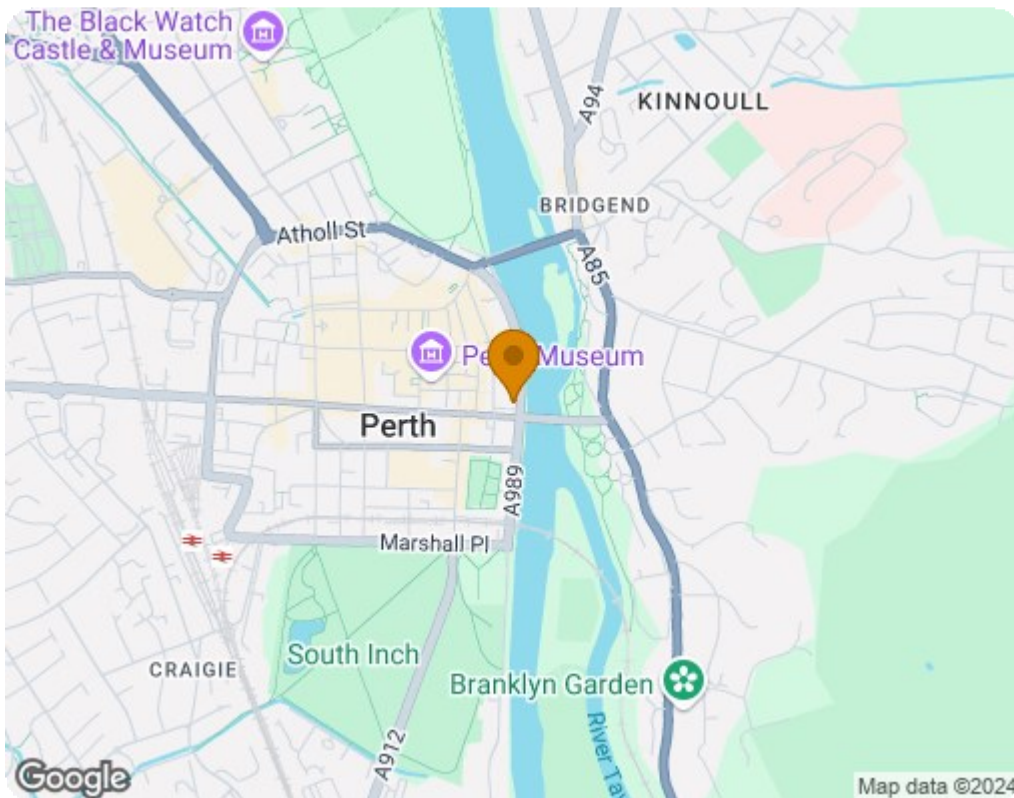 The Black Watch
Castle & Museum
A94
KINNOULL
BRIDGEND
Atholl St
A85
Museum
Perth
A989
Marshall Pl
South Inch
CRAIGIE
Branklyn Garden
River
A912
Google
Map data ©2024